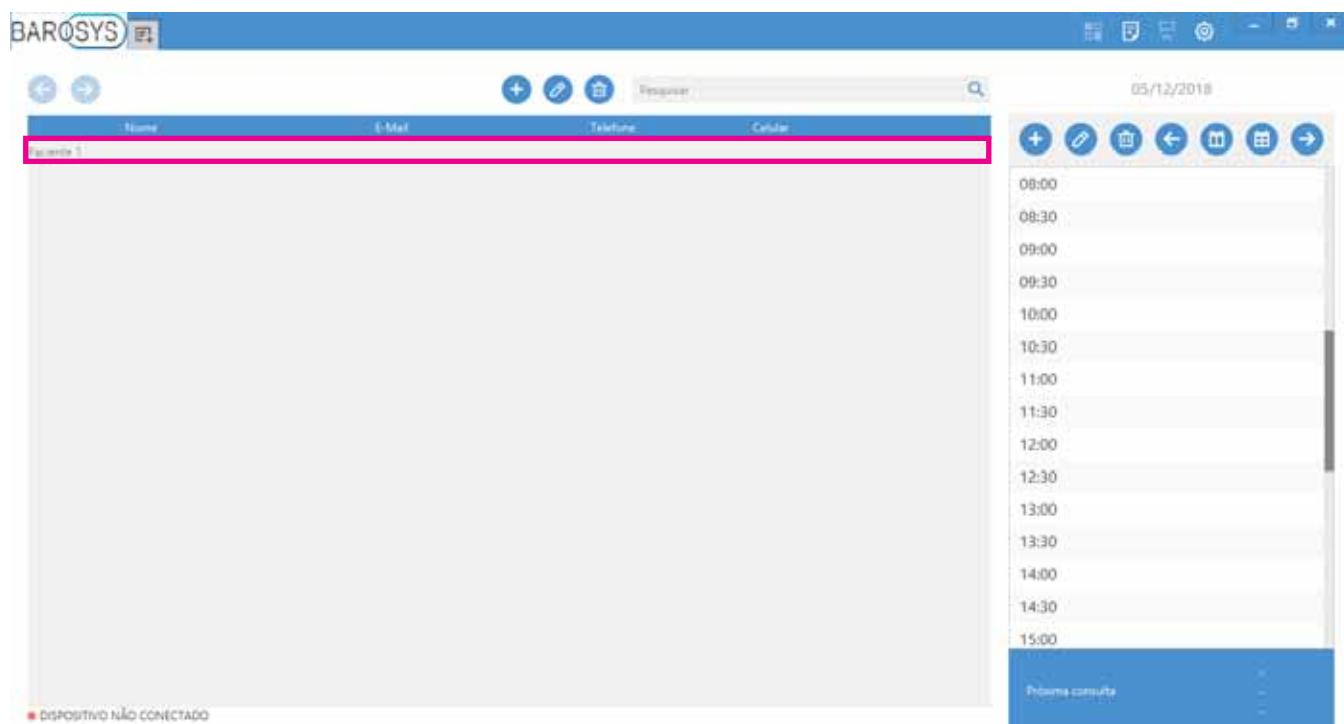 BAROSYS
Pesquisar
05/12/2018
Nome E-Mail Telefone Celular
Paciente 1
08:00
08:30
09:00
09:30
10:00
10:30
11:00
11:30
12:00
12:30
13:00
13:30
14:00
14:30
15:00
Próxima consulta
DISPOSITIVO NÃO CONECTADO